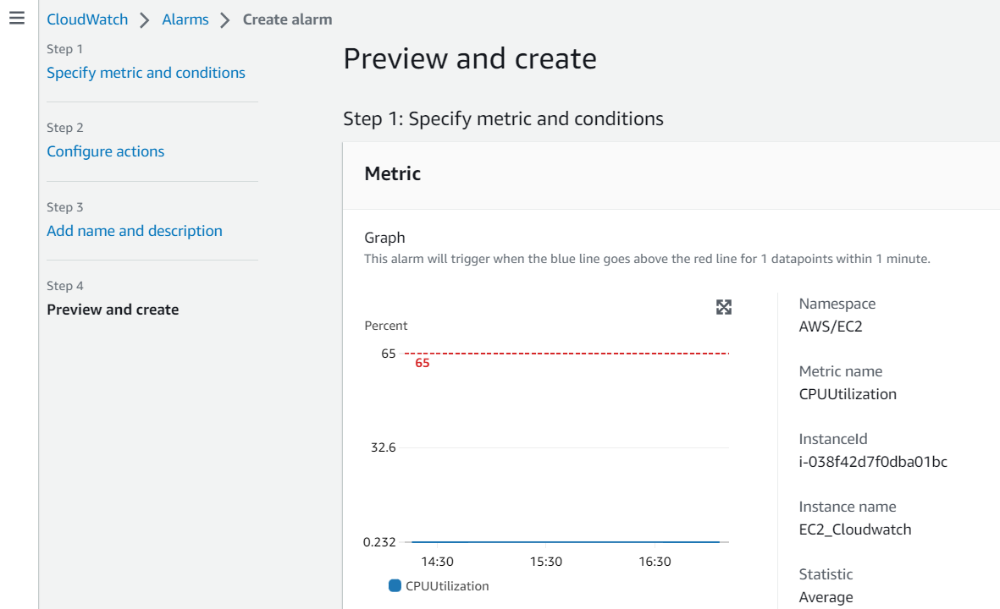 CloudWatch > Alarms > Create alarm
Step 1
Specify metric and conditions
Step 2
Configure actions
Step 3
Add name and description
Step 4
Preview and create
Preview and create
Step 1: Specify metric and conditions
Metric
Graph
This alarm will trigger when the blue line goes above the red line for 1 datapoints within 1 minute.
Percent
65
65
32.6
0.232
14:30 15:30 16:30
CPUUtilization
Namespace
AWS/EC2
Metric name
CPUUtilization
InstanceId
i-038f42d7f0dba01bc
Instance name
EC2_Cloudwatch
Statistic
Average